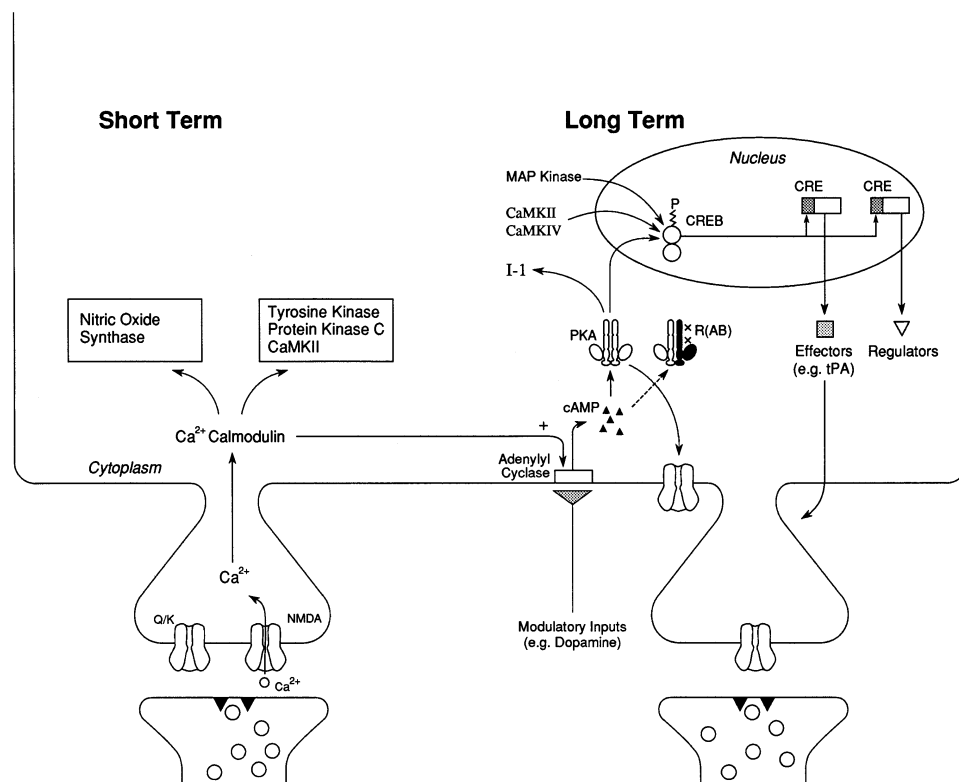 Short Term
Long Term
Nucleus
MAP Kinase
CRE
CRE
P
CaMKII
CREB
CaMKIV
I-1
Nitric Oxide
Synthase
Tyrosine Kinase
Protein Kinase C
CaMKII
PKA
R(AB)
Effectors
(e.g. tPA)
Regulators
cAMP
+
Ca²⁺ Calmodulin
Cytoplasm
Adenylyl
Cyclase
Ca²⁺
Q/K
NMDA
Modulatory Inputs
(e.g. Dopamine)
Ca²⁺